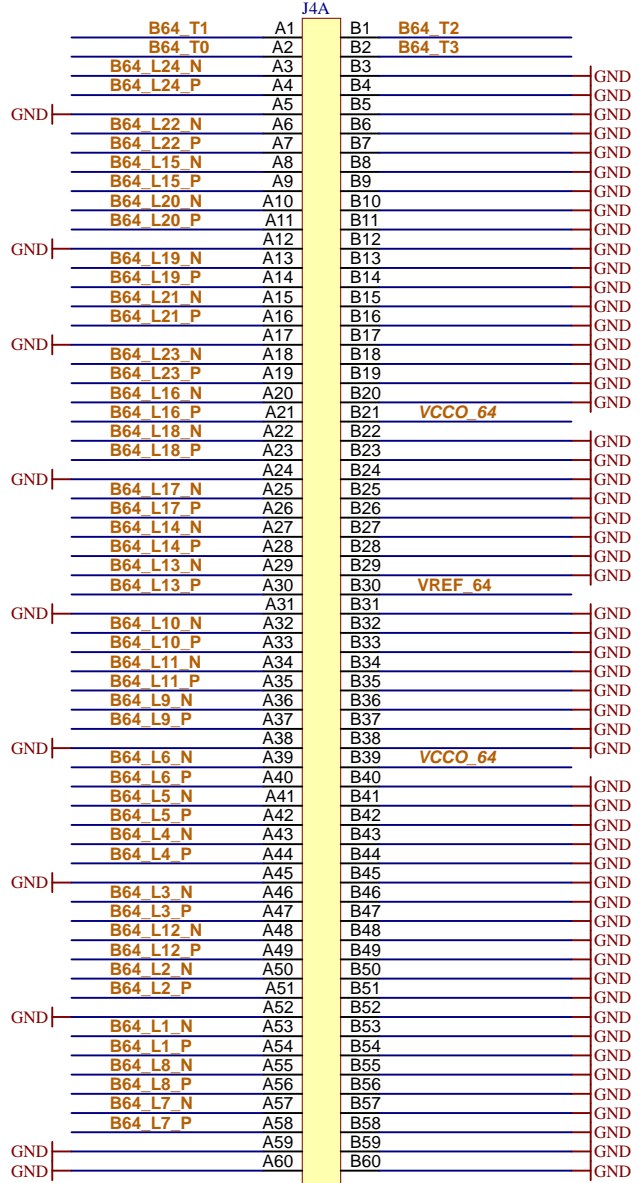 J4A
B64_T1 A1 B1 B64_T2
B64_T0 A2 B2 B64_T3
B64_L24_N A3 B3 GND
B64_L24_P A4 B4 GND
GND A5 B5 GND
B64_L22_N A6 B6 GND
B64_L22_P A7 B7 GND
B64_L15_N A8 B8 GND
B64_L15_P A9 B9 GND
B64_L20_N A10 B10 GND
B64_L20_P A11 B11 GND
GND A12 B12 GND
B64_L19_N A13 B13 GND
B64_L19_P A14 B14 GND
B64_L21_N A15 B15 GND
B64_L21_P A16 B16 GND
GND A17 B17 GND
B64_L23_N A18 B18 GND
B64_L23_P A19 B19 GND
B64_L16_N A20 B20 GND
B64_L16_P A21 B21 VCCO_64
B64_L18_N A22 B22 GND
B64_L18_P A23 B23 GND
GND A24 B24 GND
B64_L17_N A25 B25 GND
B64_L17_P A26 B26 GND
B64_L14_N A27 B27 GND
B64_L14_P A28 B28 GND
B64_L13_N A29 B29 GND
B64_L13_P A30 B30 VREF_64
GND A31 B31 GND
B64_L10_N A32 B32 GND
B64_L10_P A33 B33 GND
B64_L11_N A34 B34 GND
B64_L11_P A35 B35 GND
B64_L9_N A36 B36 GND
B64_L9_P A37 B37 GND
GND A38 B38 GND
B64_L6_N A39 B39 VCCO_64
B64_L6_P A40 B40 GND
B64_L5_N A41 B41 GND
B64_L5_P A42 B42 GND
B64_L4_N A43 B43 GND
B64_L4_P A44 B44 GND
GND A45 B45 GND
B64_L3_N A46 B46 GND
B64_L3_P A47 B47 GND
B64_L12_N A48 B48 GND
B64_L12_P A49 B49 GND
B64_L2_N A50 B50 GND
B64_L2_P A51 B51 GND
GND A52 B52 GND
B64_L1_N A53 B53 GND
B64_L1_P A54 B54 GND
B64_L8_N A55 B55 GND
B64_L8_P A56 B56 GND
B64_L7_N A57 B57 GND
B64_L7_P A58 B58 GND
GND A59 B59 GND
GND A60 B60 GND